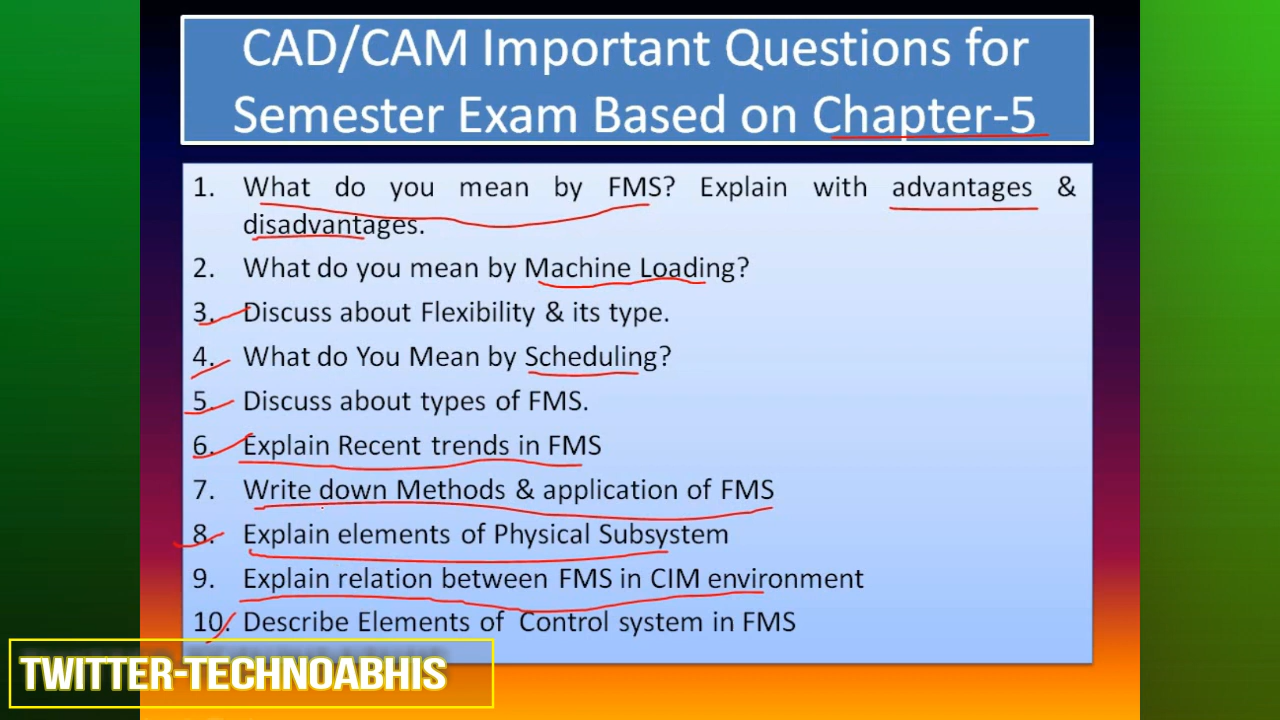 CAD/CAM Important Questions for
Semester Exam Based on Chapter-5
1. What do you mean by FMS? Explain with advantages &
disadvantages.
2. What do you mean by Machine Loading?
3. Discuss about Flexibility & its type.
4. What do You Mean by Scheduling?
5. Discuss about types of FMS.
6. Explain Recent trends in FMS
7. Write down Methods & application of FMS
8. Explain elements of Physical Subsystem
9. Explain relation between FMS in CIM environment
10. Describe Elements of Control system in FMS
TWITTER-TECHNOABHIS